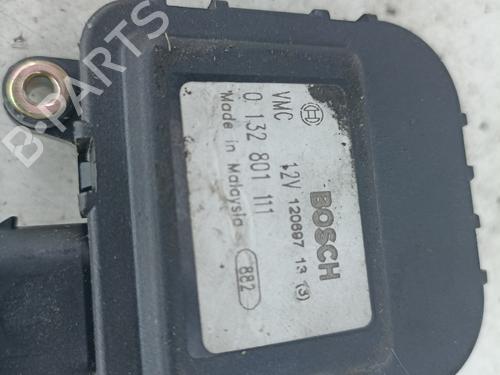 VMC 12V BOSCH
0 132 801 111 120697 13 (3)
Made in Malaysia 882
B-PARTS